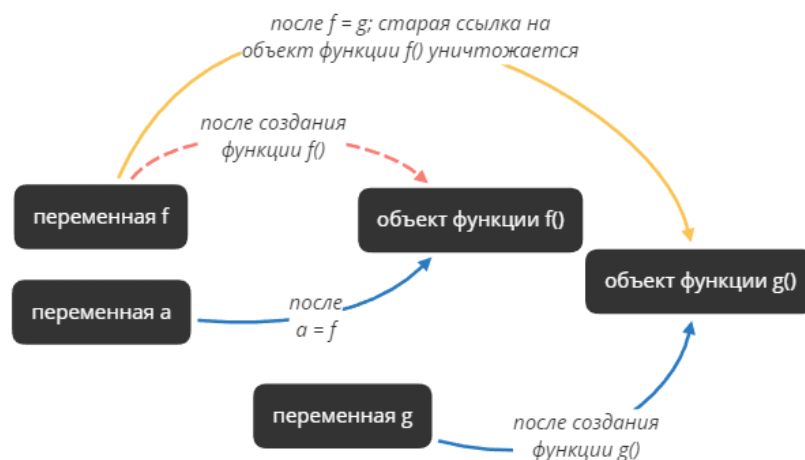 после f = g; старая ссылка на
объект функции f() уничтожается
после создания
функции f()
переменная f
объект функции f()
объект функции g()
переменная a
после
a = f
переменная g
после создания
функции g()